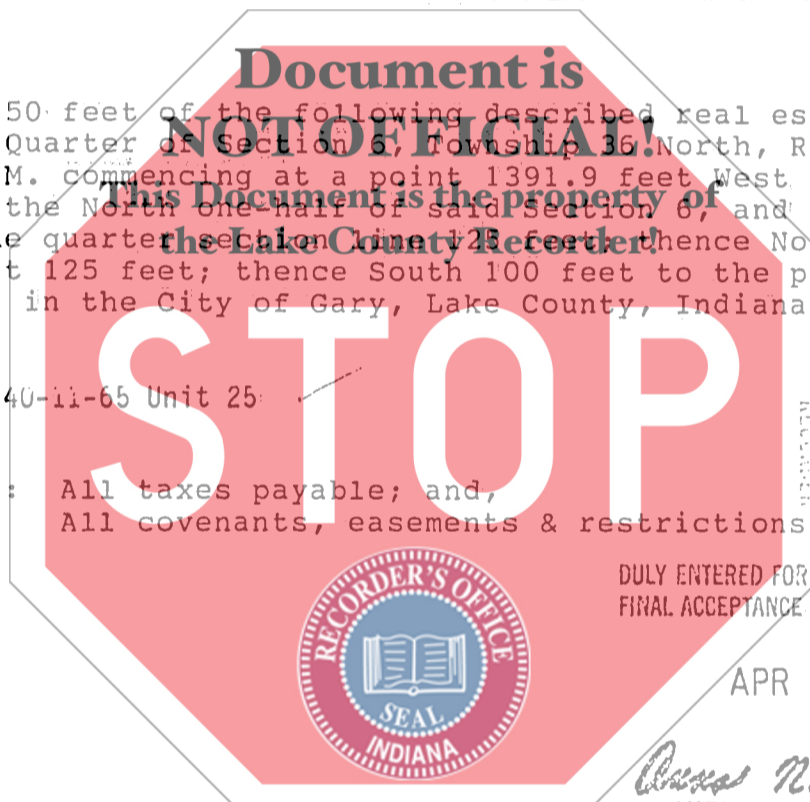 Document is
50 feet of the following described real es
NOT OFFICIAL!
Quarter of Section 6, Township 36 North, R
M. commencing at a point 1391.9 feet West
This Document is the property of
the North one-half of said Section 6, and
e quarter section line 125 feet; thence No
the Lake County Recorder!
t 125 feet; thence South 100 feet to the p
in the City of Gary, Lake County, Indiana
STOP
40-11-65 Unit 25
: All taxes payable; and,
All covenants, easements & restrictions
DULY ENTERED FOR
FINAL ACCEPTANCE
RECORDER'S OFFICE
APR
SEAL
INDIANA